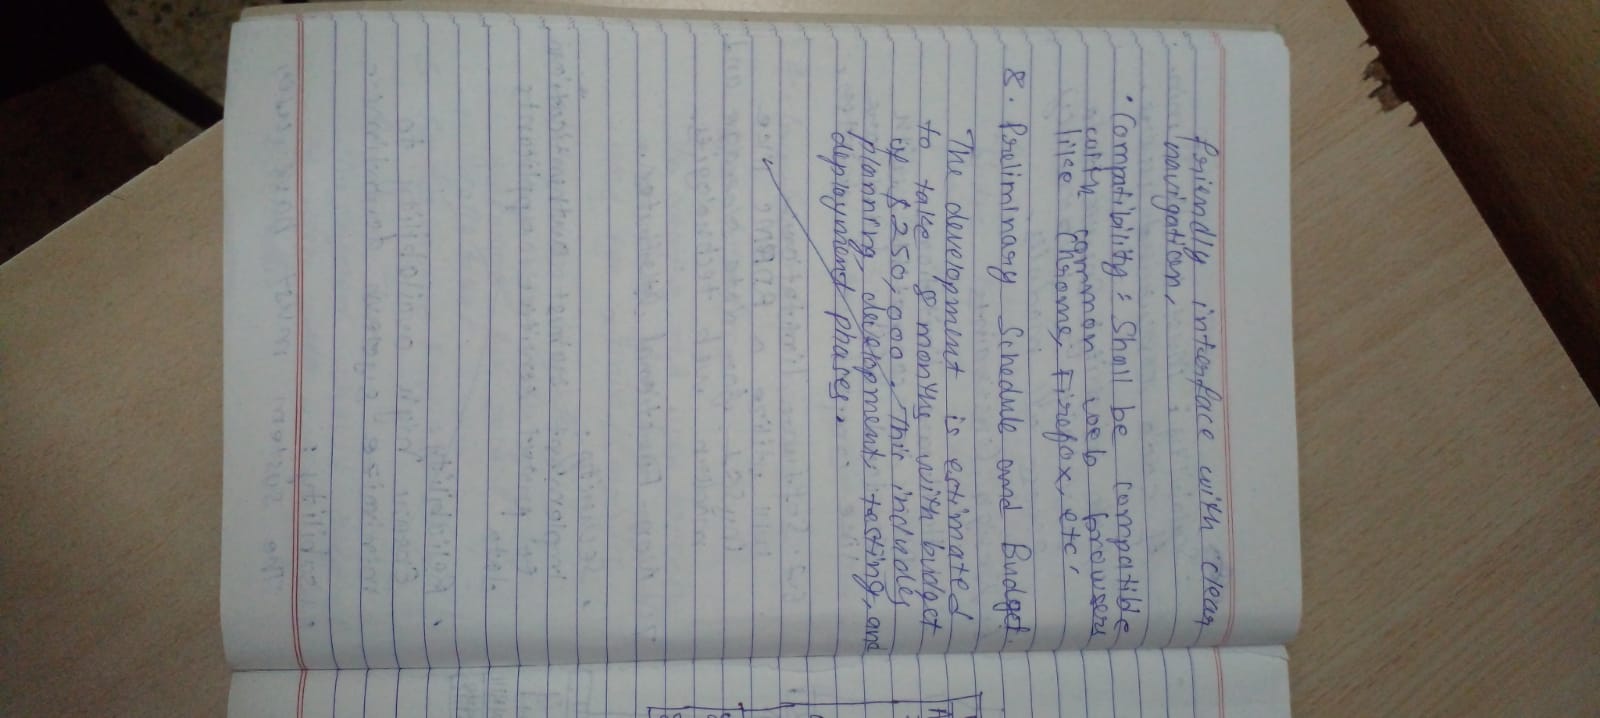 friendly interface with clear
navigation.
• Compatibility : Shall be compatible
with common web browsers
like Chrome, Firefox, etc.
8. Preliminary Schedule and Budget.
The development is estimated
to take 8 months with budget
is $ 250,000. This includes
planning, development, testing, and
deployment phases.